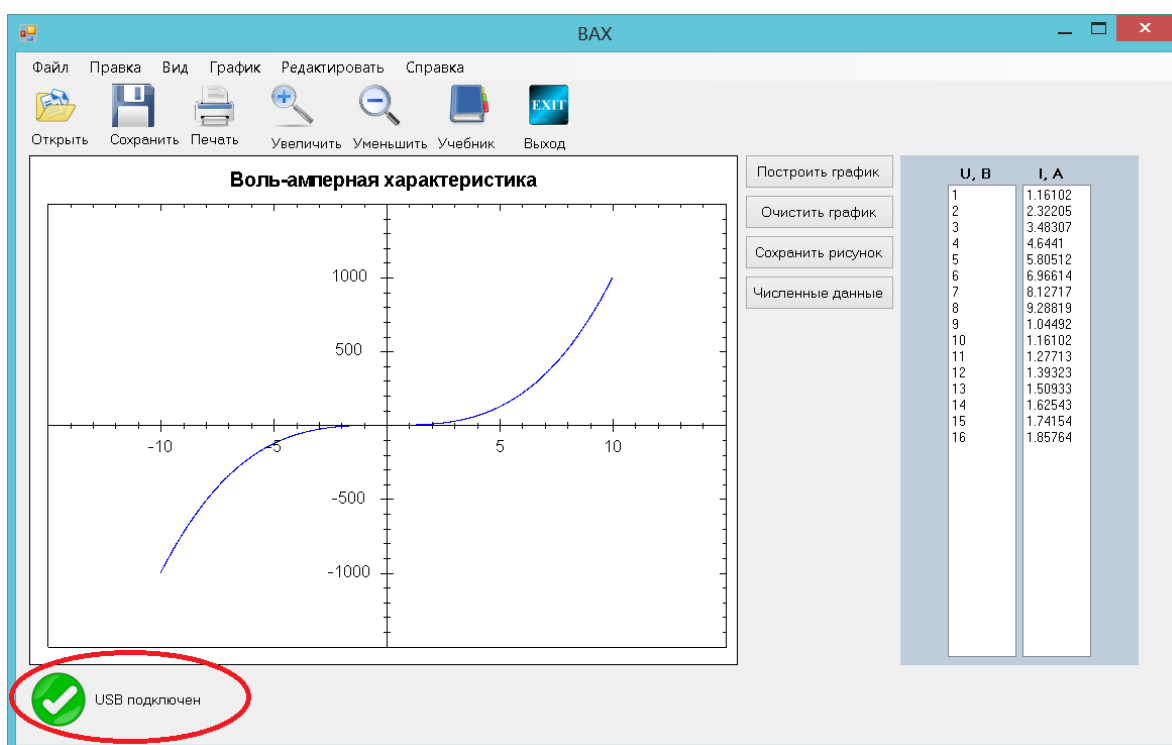 ВАХ
Файл Правка Вид График Редактировать Справка
EXIT
Открыть Сохранить Печать Увеличить Уменьшить Учебник Выход
Воль-амперная характеристика
1000
500
-10 -5 5 10
-500
-1000
Построить график
Очистить график
Сохранить рисунок
Численные данные
U, В I, А
1 1.16102
2 2.32205
3 3.48307
4 4.6441
5 5.80512
6 6.96614
7 8.12717
8 9.28819
9 1.04492
10 1.16102
11 1.27713
12 1.39323
13 1.50933
14 1.62543
15 1.74154
16 1.85764
USB подключен